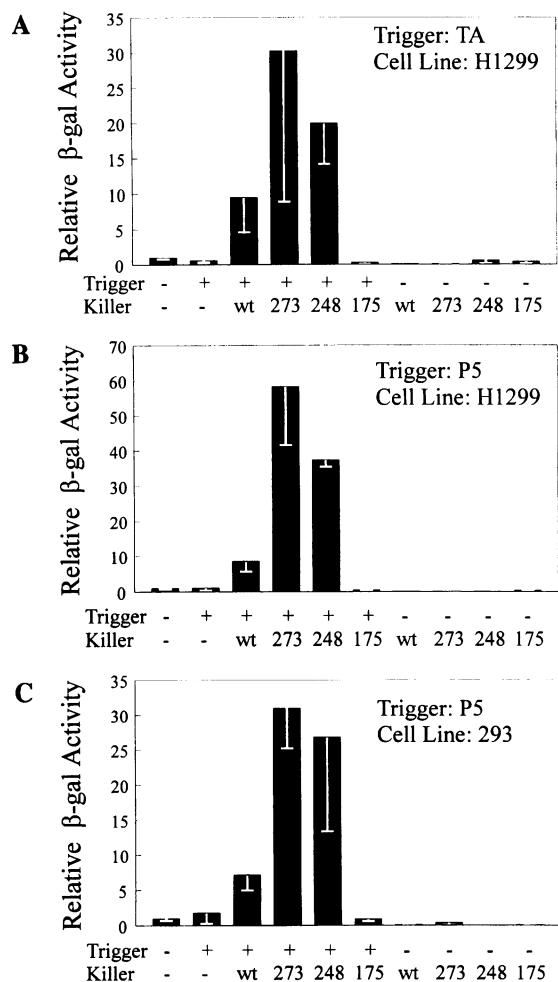 A
Relative β-gal Activity
35
30
25
20
15
10
5
0
Trigger: TA
Cell Line: H1299
Trigger - + + + + + - - - -
Killer - - wt 273 248 175 wt 273 248 175
B
Relative β-gal Activity
70
60
50
40
30
20
10
0
Trigger: P5
Cell Line: H1299
Trigger - + + + + + - - - -
Killer - - wt 273 248 175 wt 273 248 175
C
Relative β-gal Activity
35
30
25
20
15
10
5
0
Trigger: P5
Cell Line: 293
Trigger - + + + + + - - - -
Killer - - wt 273 248 175 wt 273 248 175